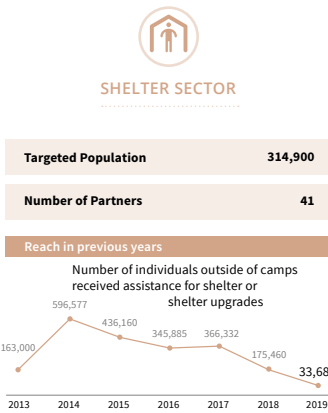 SHELTER SECTOR
Targeted Population 314,900
Number of Partners 41
Reach in previous years
Number of individuals outside of camps
received assistance for shelter or
shelter upgrades
163,000 596,577 436,160 345,885 366,332 175,460 33,68
2013 2014 2015 2016 2017 2018 2019